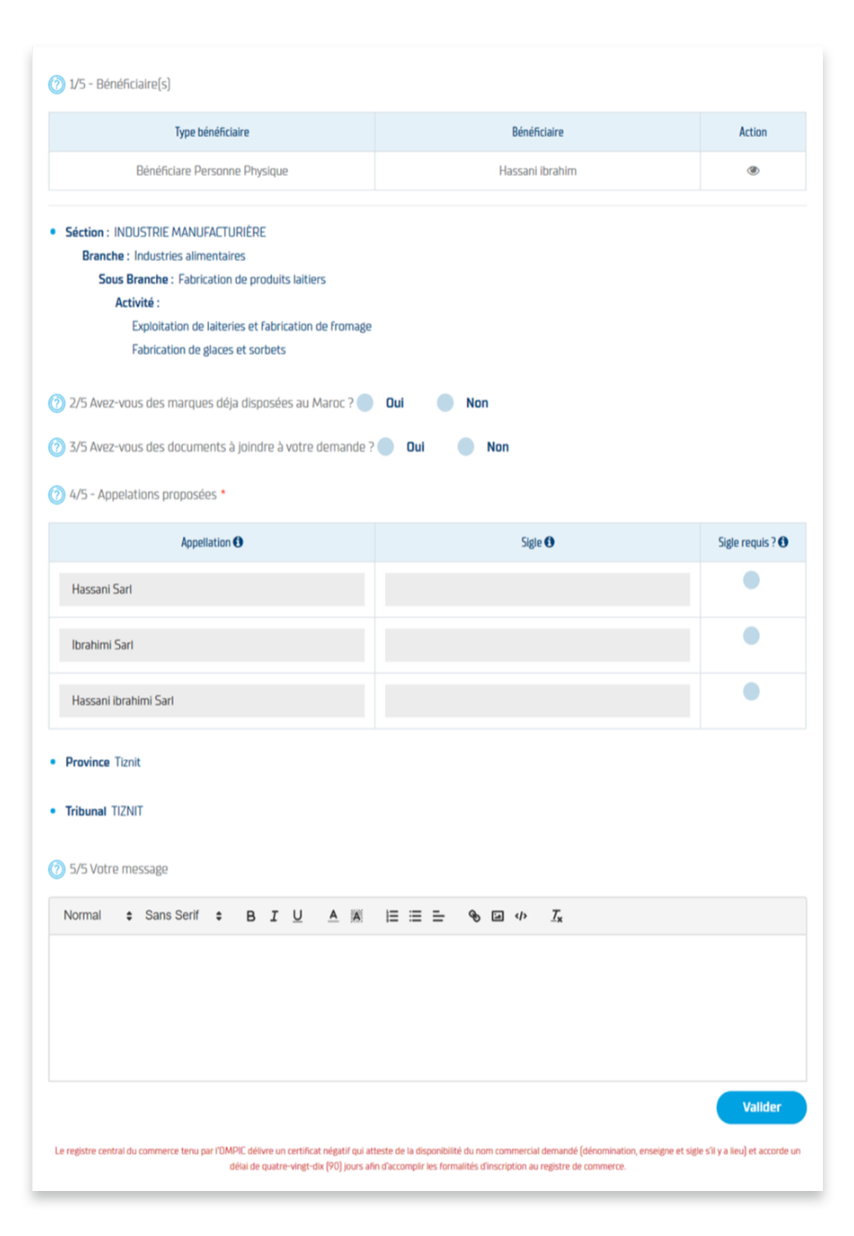 1/5 - Bénéficiaire(s)
Type bénéficiaire Bénéficiaire Action
Bénéficiare Personne Physique Hassani ibrahim
Séction : INDUSTRIE MANUFACTURIÈRE
Branche : Industries alimentaires
Sous Branche : Fabrication de produits laitiers
Activité :
Exploitation de laiteries et fabrication de fromage
Fabrication de glaces et sorbets
2/5 Avez-vous des marques déja disposées au Maroc ? Oui Non
3/5 Avez-vous des documents à joindre à votre demande ? Oui Non
4/5 - Appelations proposées *
Appellation Sigle Sigle requis ?
Hassani Sarl
Ibrahimi Sarl
Hassani ibrahimi Sarl
Province Tiznit
Tribunal TIZNIT
5/5 Votre message
Normal Sans Serif B I U A A
Valider
Le registre central du commerce tenu par l'OMPIC délivre un certificat négatif qui atteste de la disponibilité du nom commercial demandé (dénomination, enseigne et sigle s'il y a lieu) et accorde un
délai de quatre-vingt-dix (90) jours afin d'accomplir les formalités d'inscription au registre de commerce.